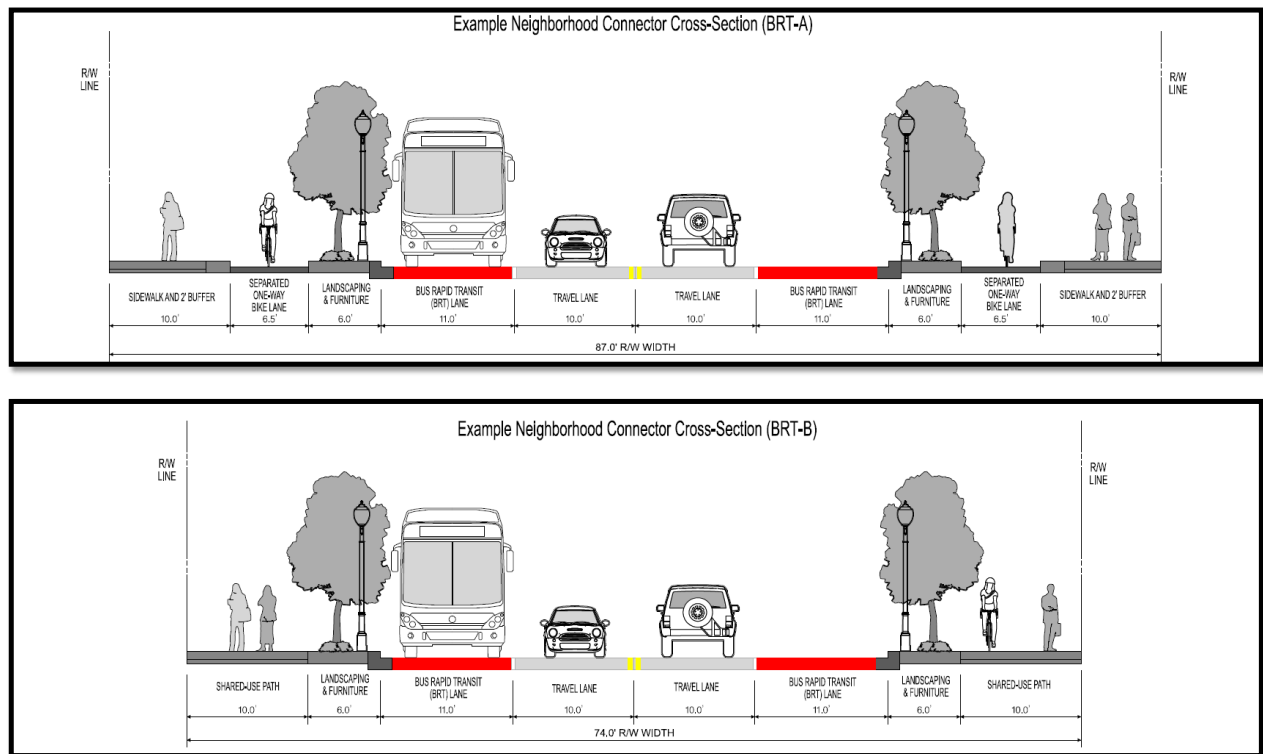 Example Neighborhood Connector Cross-Section (BRT-A)
R/W
LINE
R/W
LINE
SIDEWALK AND 2' BUFFER
10.0'
SEPARATED
ONE-WAY
BIKE LANE
6.5'
LANDSCAPING
& FURNITURE
6.0'
BUS RAPID TRANSIT
(BRT) LANE
11.0'
TRAVEL LANE
10.0'
TRAVEL LANE
10.0'
BUS RAPID TRANSIT
(BRT) LANE
11.0'
LANDSCAPING
& FURNITURE
6.0'
SEPARATED
ONE-WAY
BIKE LANE
6.5'
SIDEWALK AND 2' BUFFER
10.0'
87.0' R/W WIDTH
Example Neighborhood Connector Cross-Section (BRT-B)
R/W
LINE
R/W
LINE
SHARED-USE PATH
10.0'
LANDSCAPING
& FURNITURE
6.0'
BUS RAPID TRANSIT
(BRT) LANE
11.0'
TRAVEL LANE
10.0'
TRAVEL LANE
10.0'
BUS RAPID TRANSIT
(BRT) LANE
11.0'
LANDSCAPING
& FURNITURE
6.0'
SHARED-USE PATH
10.0'
74.0' R/W WIDTH